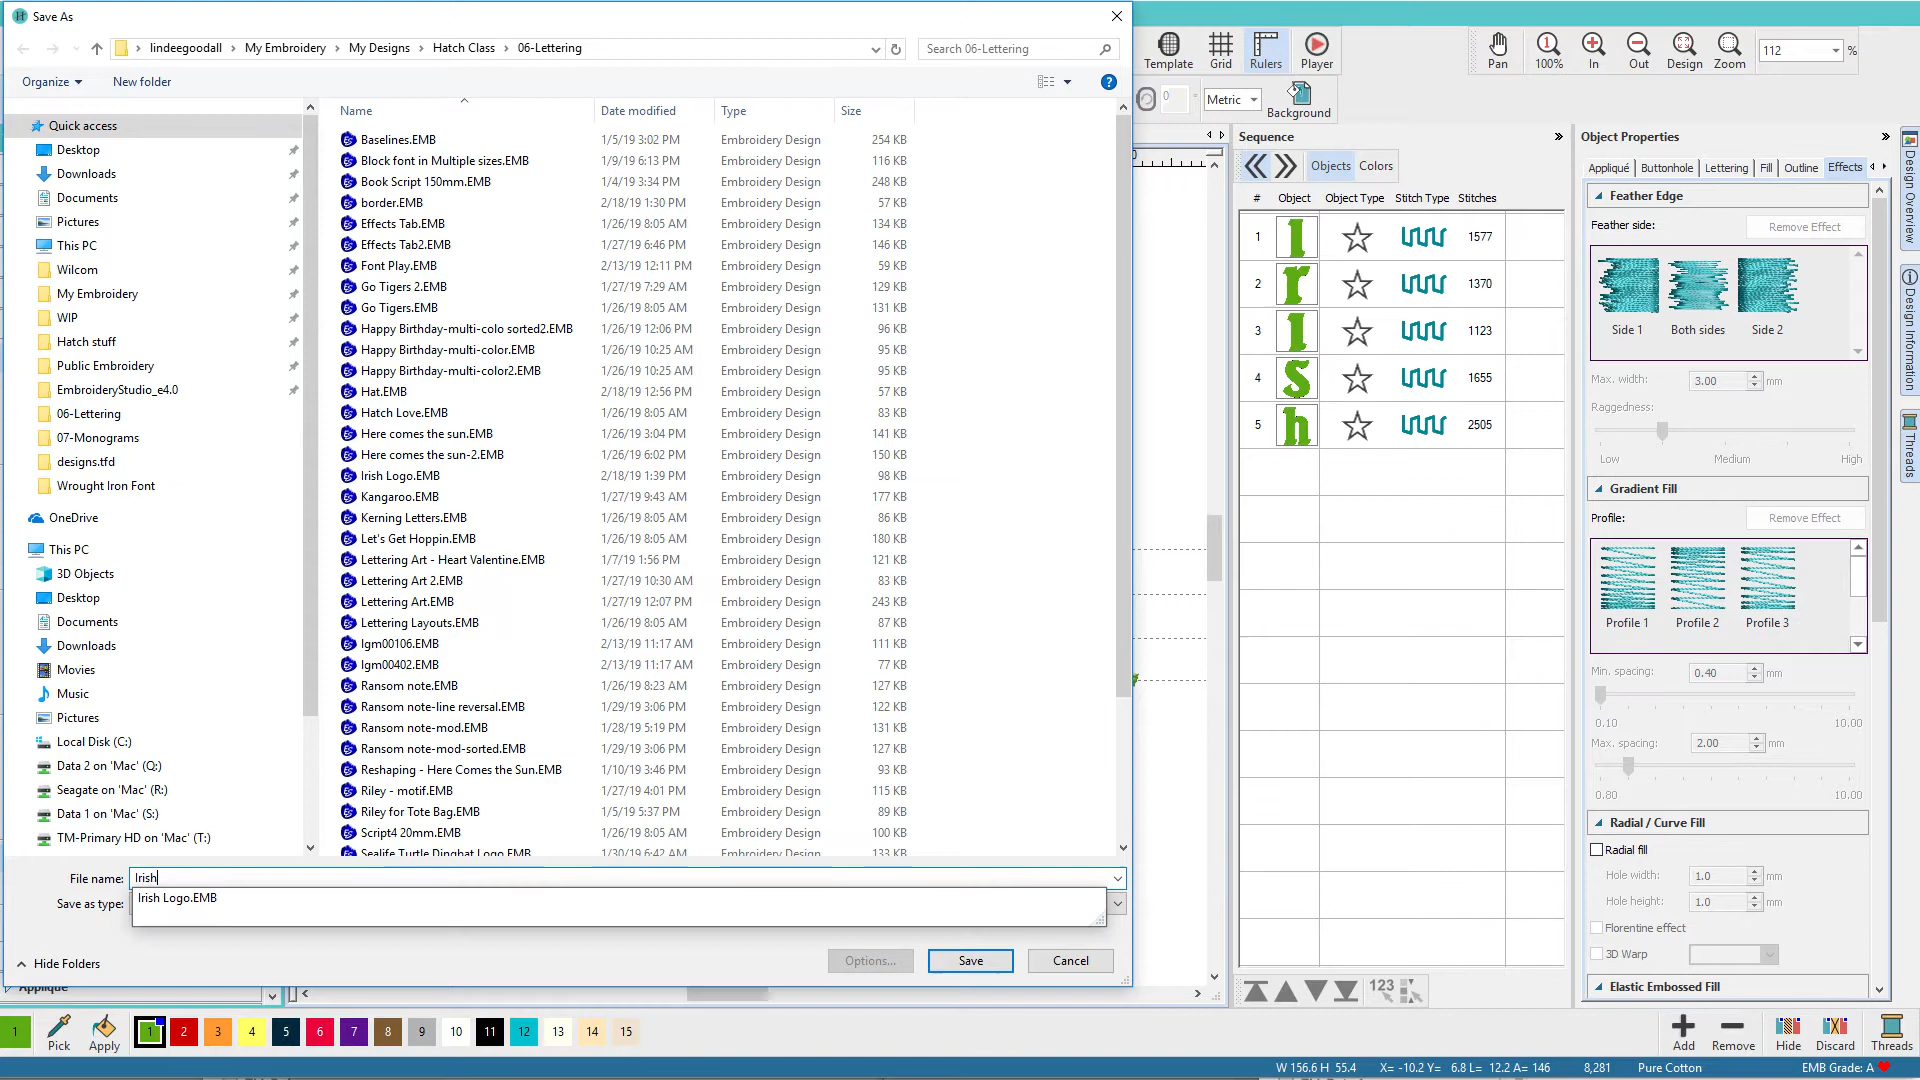 Save As
lindeegoodall › My Embroidery › My Designs › Hatch Class › 06-Lettering
Search 06-Lettering
Organize
New folder
Name Date modified Type Size
Quick access
Desktop
Downloads
Documents
Pictures
This PC
Wilcom
My Embroidery
WIP
Hatch stuff
Public Embroidery
EmbroideryStudio_e4.0
06-Lettering
07-Monograms
designs.tfd
Wrought Iron Font
OneDrive
This PC
3D Objects
Desktop
Documents
Downloads
Movies
Music
Pictures
Local Disk (C:)
Data 2 on 'Mac' (Q:)
Seagate on 'Mac' (R:)
Data 1 on 'Mac' (S:)
TM-Primary HD on 'Mac' (T:)
Baselines.EMB 1/5/19 3:02 PM Embroidery Design 254 KB
Block font in Multiple sizes.EMB 1/9/19 6:13 PM Embroidery Design 116 KB
Book Script 150mm.EMB 1/4/19 3:34 PM Embroidery Design 248 KB
border.EMB 2/18/19 1:30 PM Embroidery Design 57 KB
Effects Tab.EMB 1/26/19 8:05 AM Embroidery Design 134 KB
Effects Tab2.EMB 1/27/19 6:46 PM Embroidery Design 146 KB
Font Play.EMB 2/13/19 12:11 PM Embroidery Design 59 KB
Go Tigers 2.EMB 1/27/19 7:29 AM Embroidery Design 129 KB
Go Tigers.EMB 1/26/19 8:05 AM Embroidery Design 131 KB
Happy Birthday-multi-colo sorted2.EMB 1/26/19 12:06 PM Embroidery Design 96 KB
Happy Birthday-multi-color.EMB 1/26/19 10:25 AM Embroidery Design 95 KB
Happy Birthday-multi-color2.EMB 1/26/19 10:25 AM Embroidery Design 95 KB
Hat.EMB 2/18/19 12:56 PM Embroidery Design 57 KB
Hatch Love.EMB 1/26/19 8:05 AM Embroidery Design 83 KB
Here comes the sun.EMB 1/26/19 3:04 PM Embroidery Design 141 KB
Here comes the sun-2.EMB 1/26/19 6:02 PM Embroidery Design 150 KB
Irish Logo.EMB 2/18/19 1:39 PM Embroidery Design 98 KB
Kangaroo.EMB 1/27/19 9:43 AM Embroidery Design 177 KB
Kerning Letters.EMB 1/26/19 8:05 AM Embroidery Design 86 KB
Let's Get Hoppin.EMB 1/26/19 8:05 AM Embroidery Design 180 KB
Lettering Art - Heart Valentine.EMB 1/7/19 1:56 PM Embroidery Design 121 KB
Lettering Art 2.EMB 1/27/19 10:30 AM Embroidery Design 83 KB
Lettering Art.EMB 1/27/19 12:07 PM Embroidery Design 243 KB
Lettering Layouts.EMB 1/26/19 8:05 AM Embroidery Design 87 KB
lgm00106.EMB 2/13/19 11:17 AM Embroidery Design 111 KB
lgm00402.EMB 2/13/19 11:17 AM Embroidery Design 77 KB
Ransom note.EMB 1/26/19 8:23 AM Embroidery Design 127 KB
Ransom note-line reversal.EMB 1/29/19 3:06 PM Embroidery Design 122 KB
Ransom note-mod.EMB 1/28/19 5:19 PM Embroidery Design 131 KB
Ransom note-mod-sorted.EMB 1/29/19 3:06 PM Embroidery Design 127 KB
Reshaping - Here Comes the Sun.EMB 1/10/19 3:46 PM Embroidery Design 93 KB
Riley - motif.EMB 1/27/19 4:01 PM Embroidery Design 115 KB
Riley for Tote Bag.EMB 1/5/19 5:37 PM Embroidery Design 89 KB
Script4 20mm.EMB 1/26/19 8:05 AM Embroidery Design 100 KB
Sealife Turtle Dingbat Logo.EMB 1/30/19 6:42 AM Embroidery Design 133 KB
File name: Irish
Save as type: Irish Logo.EMB
Hide Folders
Options... Save Cancel
Appliqué
Template Grid Rulers Player
Pan 100% In Out Design Zoom 112 %
0 ° Metric Background
Sequence
Objects Colors
# Object Object Type Stitch Type Stitches
1 I 1577
2 r 1370
3 I 1123
4 s 1655
5 h 2505
123
Object Properties
Appliqué Buttonhole Lettering Fill Outline Effects
Feather Edge
Feather side: Remove Effect
Side 1 Both sides Side 2
Max. width: 3.00 mm
Raggedness:
Low Medium High
Gradient Fill
Profile: Remove Effect
Profile 1 Profile 2 Profile 3
Min. spacing: 0.40 mm
0.10 10.00
Max. spacing: 2.00 mm
0.80 10.00
Radial / Curve Fill
Radial fill
Hole width: 1.0 mm
Hole height: 1.0 mm
Florentine effect
3D Warp
Elastic Embossed Fill
Design Overview
Design Information
Threads
1 Pick Apply 1 2 3 4 5 6 7 8 9 10 11 12 13 14 15
Add Remove Hide Discard Threads
W 156.6 H 55.4 X= -10.2 Y= 6.8 L= 12.2 A= 146 8,281 Pure Cotton EMB Grade: A